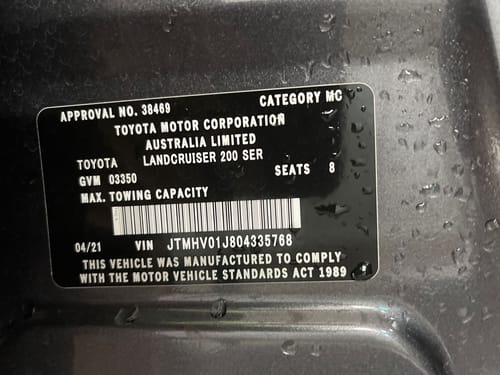 APPROVAL NO. 38469 CATEGORY MC
TOYOTA MOTOR CORPORATION
AUSTRALIA LIMITED
TOYOTA LANDCRUISER 200 SER
GVM 03350 SEATS 8
MAX. TOWING CAPACITY
04/21 VIN JTMHV01J804335768
THIS VEHICLE WAS MANUFACTURED TO COMPLY
WITH THE MOTOR VEHICLE STANDARDS ACT 1989